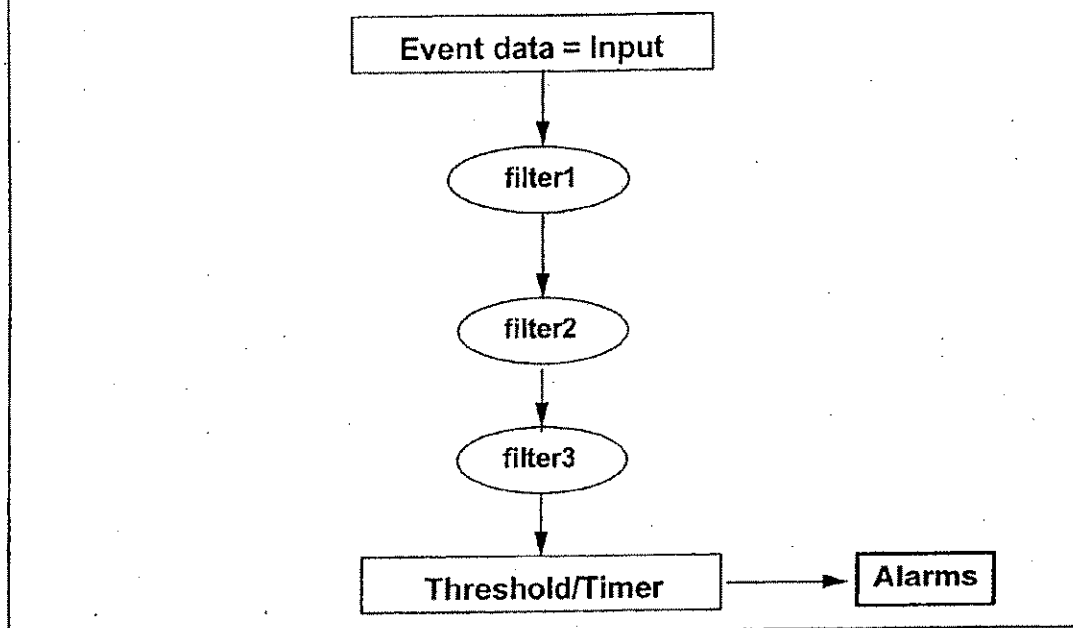 Event data = Input
filter1
filter2
filter3
Threshold/Timer
Alarms